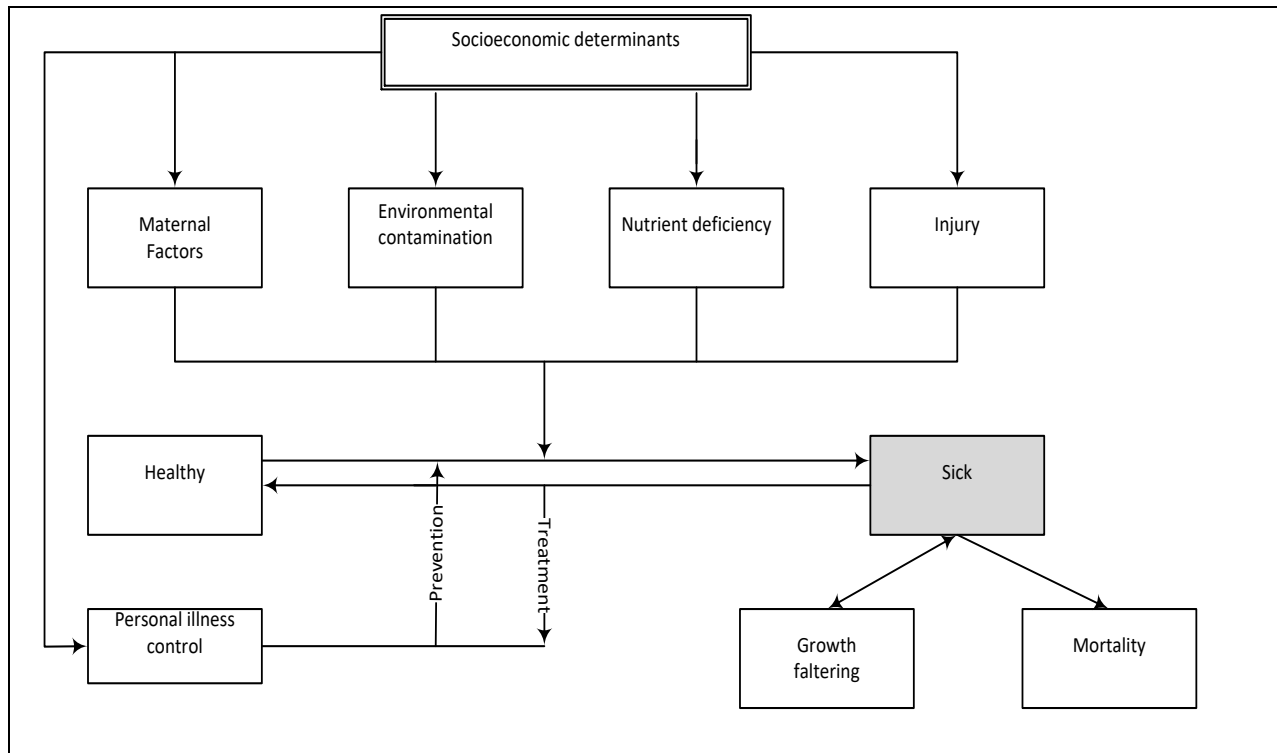 Socioeconomic determinants
Maternal
Factors
Environmental
contamination
Nutrient deficiency
Injury
Healthy
Sick
Prevention
Treatment
Personal illness
control
Growth
faltering
Mortality